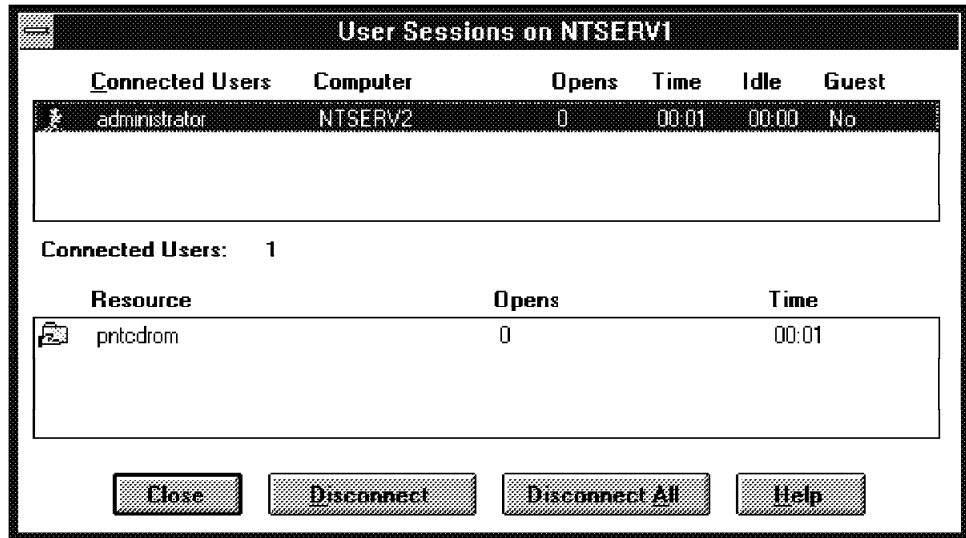 User Sessions on NTSERV1
Connected Users Computer Opens Time Idle Guest
administrator NTSERV2 0 00:01 00:00 No
Connected Users: 1
Resource Opens Time
pntcdrom 0 00:01
Close Disconnect Disconnect All Help